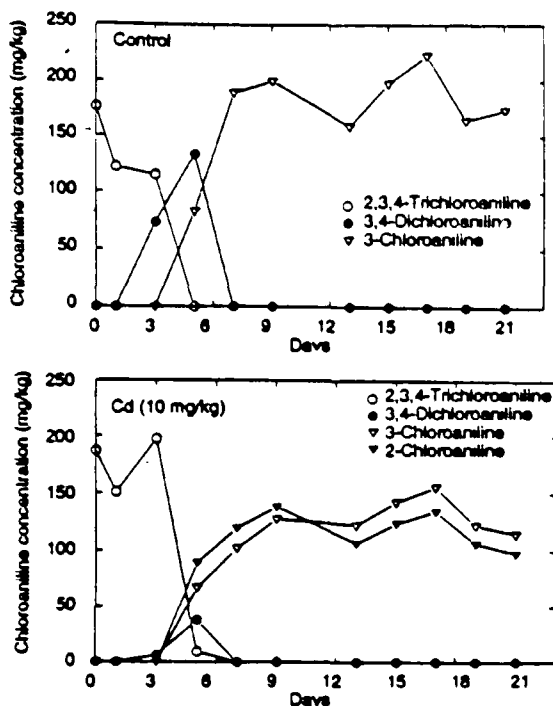 250
Control
200
150
100
50
0
Chloroaniline concentration (mg/kg)
2,3,4-Trichloroaniline
3,4-Dichloroaniline
3-Chloroaniline
0 3 6 9 12 15 18 21
Days
250
Cd (10 mg/kg)
200
150
100
50
0
Chloroaniline concentration (mg/kg)
2,3,4-Trichloroaniline
3,4-Dichloroaniline
3-Chloroaniline
2-Chloroaniline
0 3 6 9 12 15 18 21
Days